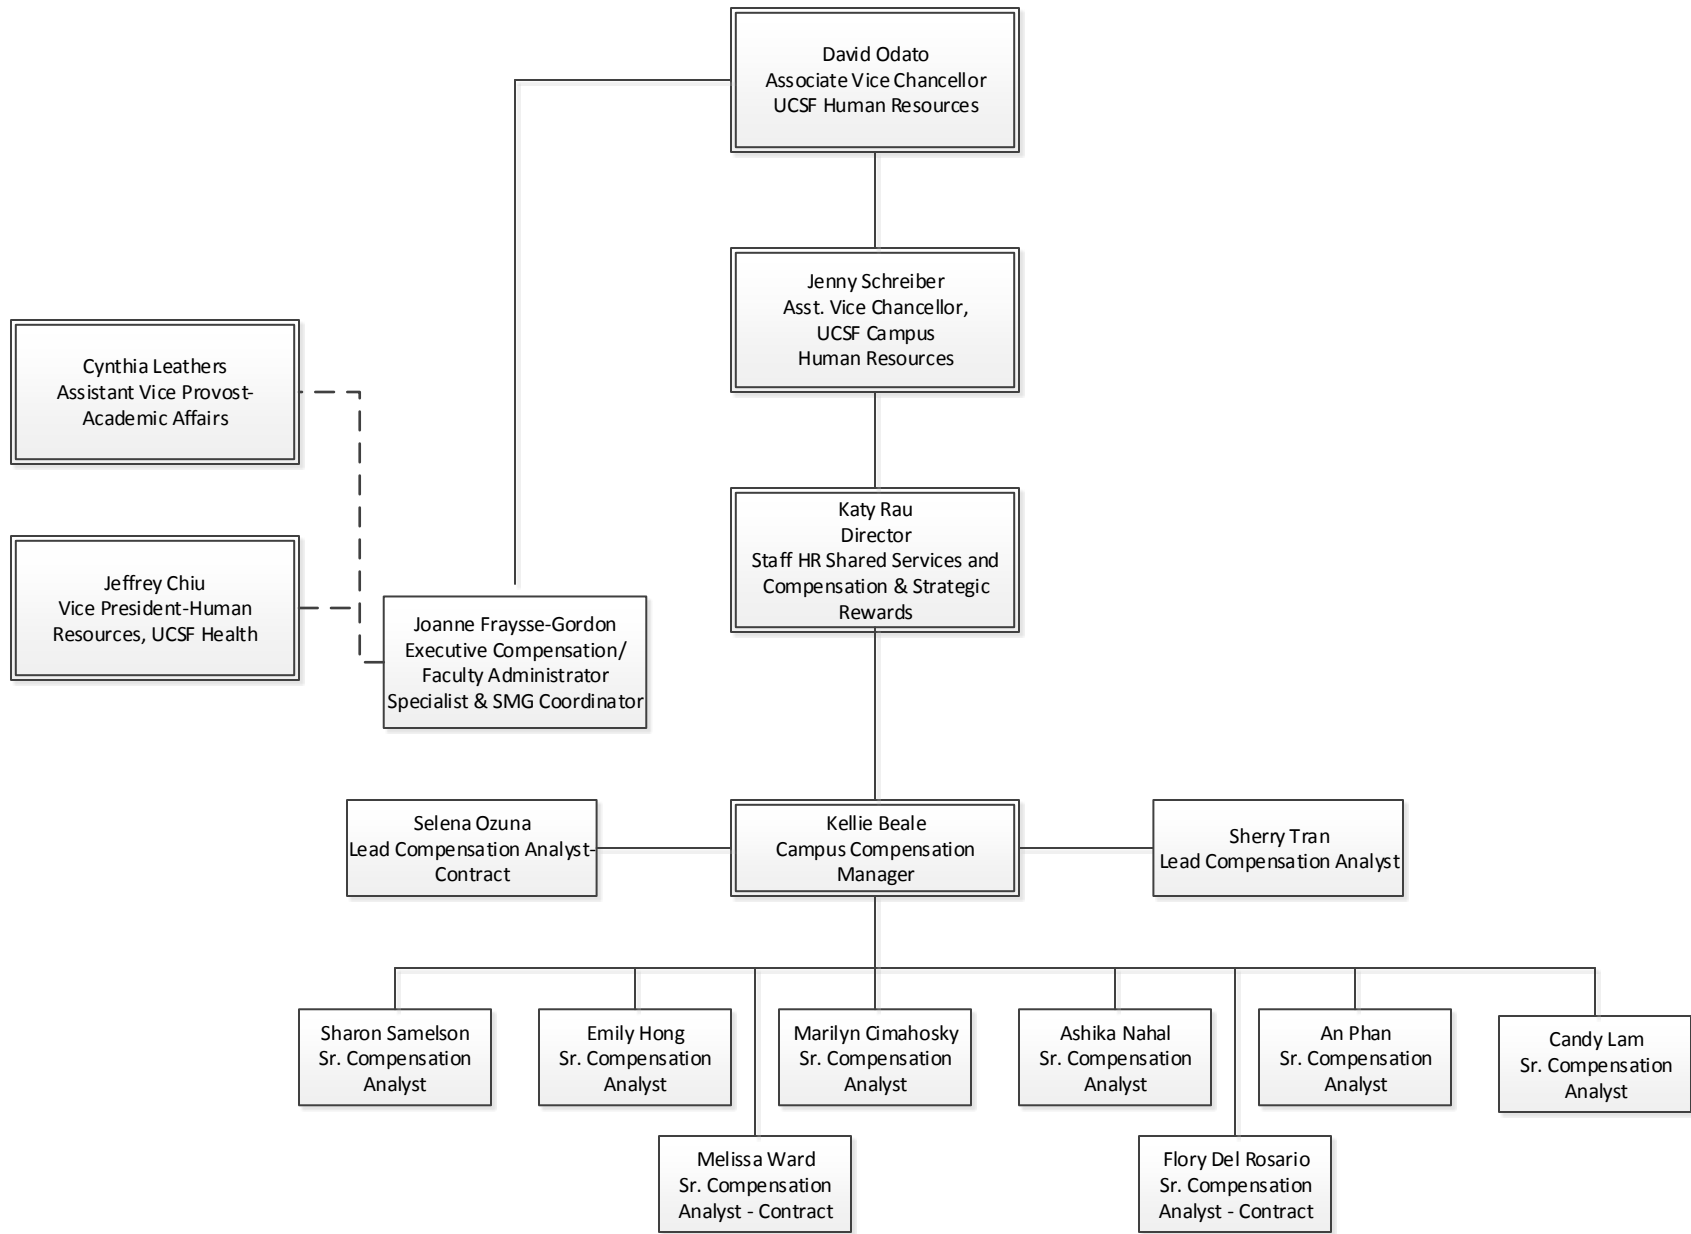 David Odato
Associate Vice Chancellor
UCSF Human Resources
Jenny Schreiber
Asst. Vice Chancellor,
UCSF Campus
Human Resources
Cynthia Leathers
Assistant Vice Provost-
Academic Affairs
Katy Rau
Director
Staff HR Shared Services and
Compensation & Strategic
Rewards
Jeffrey Chiu
Vice President-Human
Resources, UCSF Health
Joanne Fraysse-Gordon
Executive Compensation/
Faculty Administrator
Specialist & SMG Coordinator
Selena Ozuna
Lead Compensation Analyst-
Contract
Kellie Beale
Campus Compensation
Manager
Sherry Tran
Lead Compensation Analyst
Sharon Samelson
Sr. Compensation
Analyst
Emily Hong
Sr. Compensation
Analyst
Marilyn Cimahosky
Sr. Compensation
Analyst
Ashika Nahal
Sr. Compensation
Analyst
An Phan
Sr. Compensation
Analyst
Candy Lam
Sr. Compensation
Analyst
Melissa Ward
Sr. Compensation
Analyst - Contract
Flory Del Rosario
Sr. Compensation
Analyst - Contract